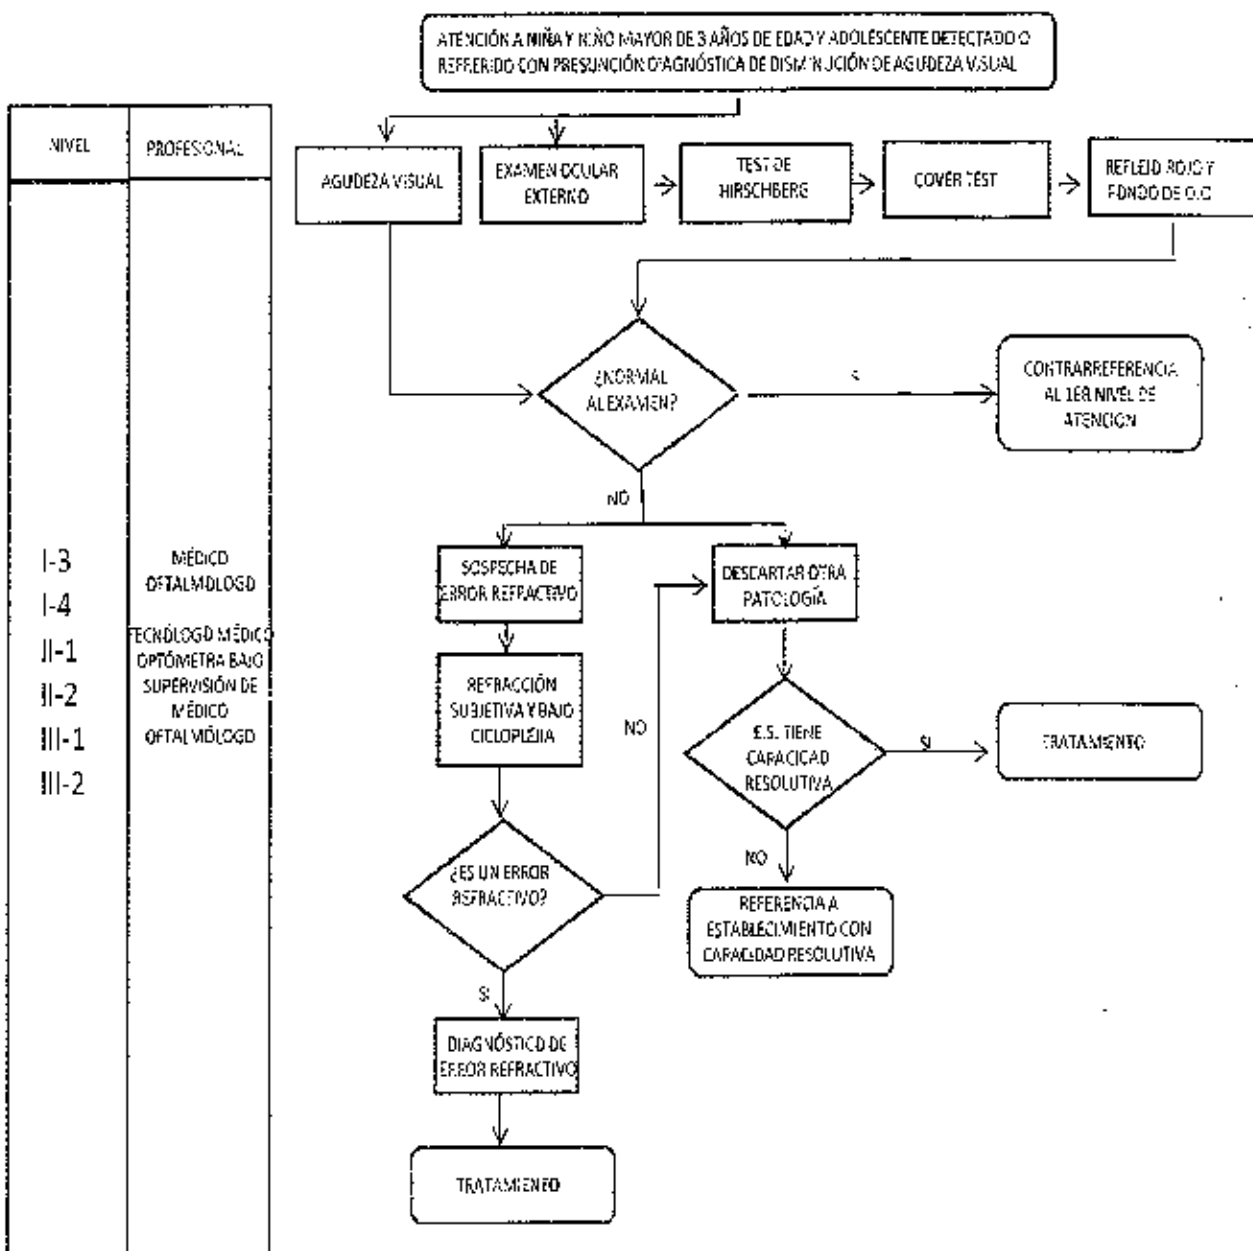 ATENCIÓN A NIÑA Y NIÑO MAYOR DE 3 AÑOS DE EDAD Y ADOLESCENTE DETECTADO O
REFERIDO CON PRESUNCIÓN DIAGNÓSTICA DE DISMINUCIÓN DE AGUDEZA VISUAL
NIVEL
PROFESIONAL
AGUDEZA VISUAL
EXAMEN OCULAR
EXTERNO
TEST DE
HIRSCHBERG
COVER TEST
REFLEJO ROJO Y
FONDO DE OJO
¿NORMAL
AL EXAMEN?
SI
CONTRARREFERENCIA
AL 1ER NIVEL DE
ATENCION
NO
I-3
I-4
II-1
II-2
III-1
III-2
MÉDICO
OFTALMOLOGO
TECNÓLOGO MÉDICO
OPTÓMETRA BAJO
SUPERVISIÓN DE
MÉDICO
OFTALMÓLOGO
SOSPECHA DE
ERROR REFRACTIVO
DESCARTAR OTRA
PATOLOGÍA
REFRACCIÓN
SUBJETIVA Y BAJO
CICLOPLEJIA
NO
E.S. TIENE
CAPACIDAD
RESOLUTIVA
SI
TRATAMIENTO
NO
¿ES UN ERROR
REFRACTIVO?
REFERENCIA A
ESTABLECIMIENTO CON
CAPACIDAD RESOLUTIVA
SI
DIAGNÓSTICO DE
ERROR REFRACTIVO
TRATAMIENTO